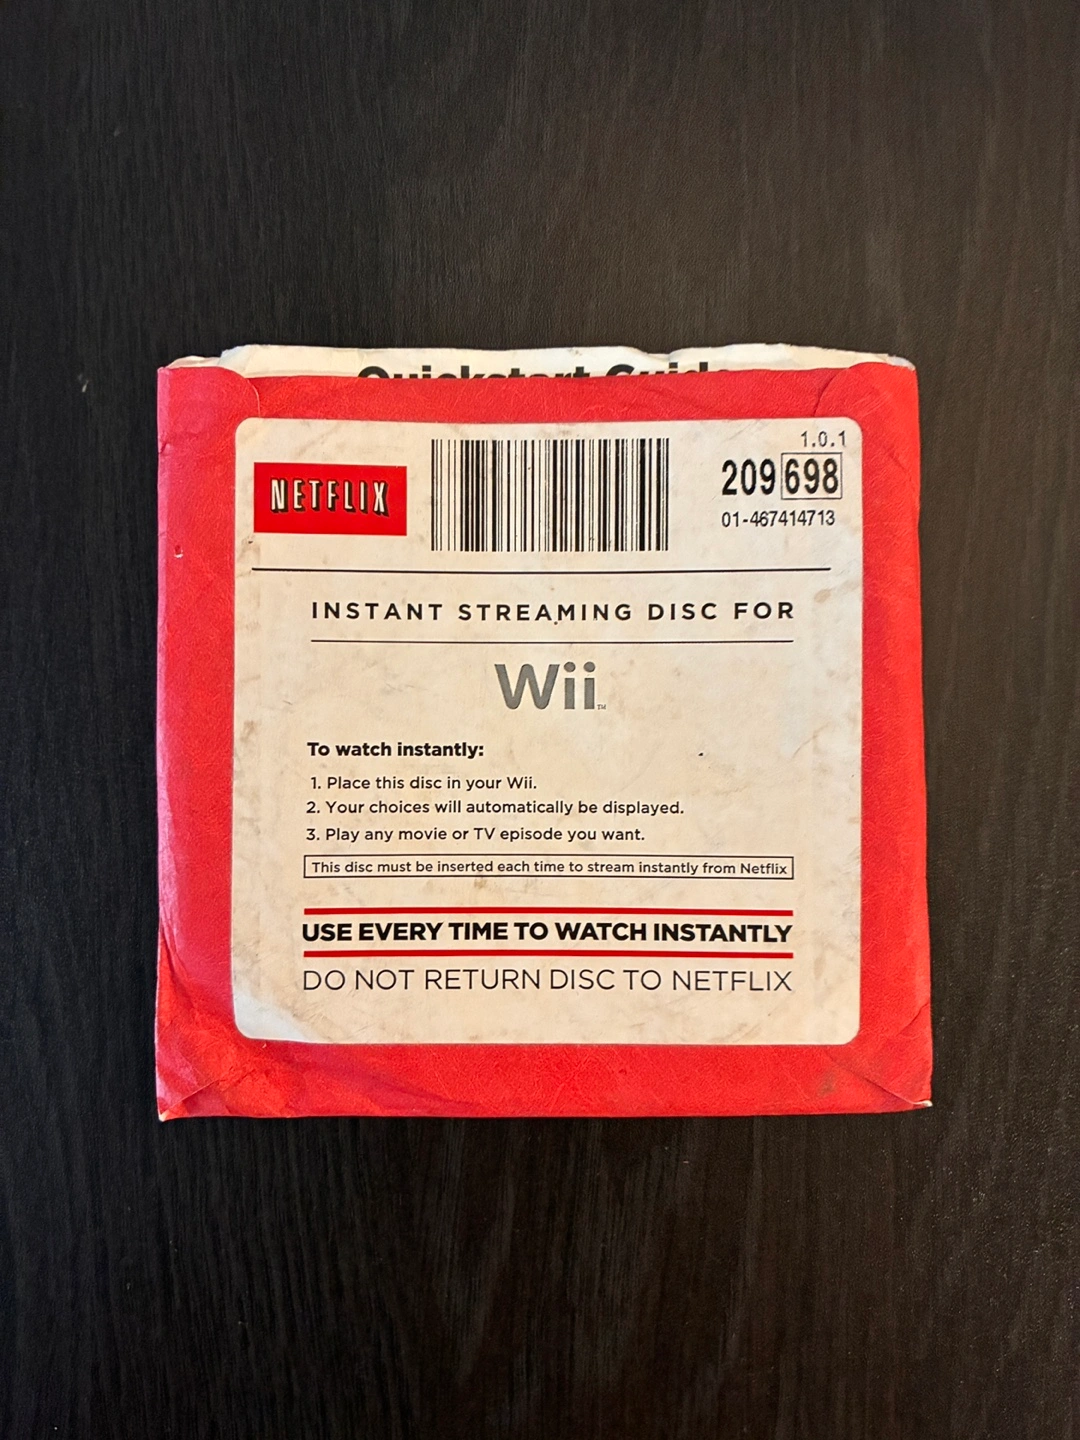 Quickstart Guide
NETFLIX
1.0.1
209 698
01-467414713
INSTANT STREAMING DISC FOR
Wii™
To watch instantly:
1. Place this disc in your Wii.
2. Your choices will automatically be displayed.
3. Play any movie or TV episode you want.
This disc must be inserted each time to stream instantly from Netflix
USE EVERY TIME TO WATCH INSTANTLY
DO NOT RETURN DISC TO NETFLIX